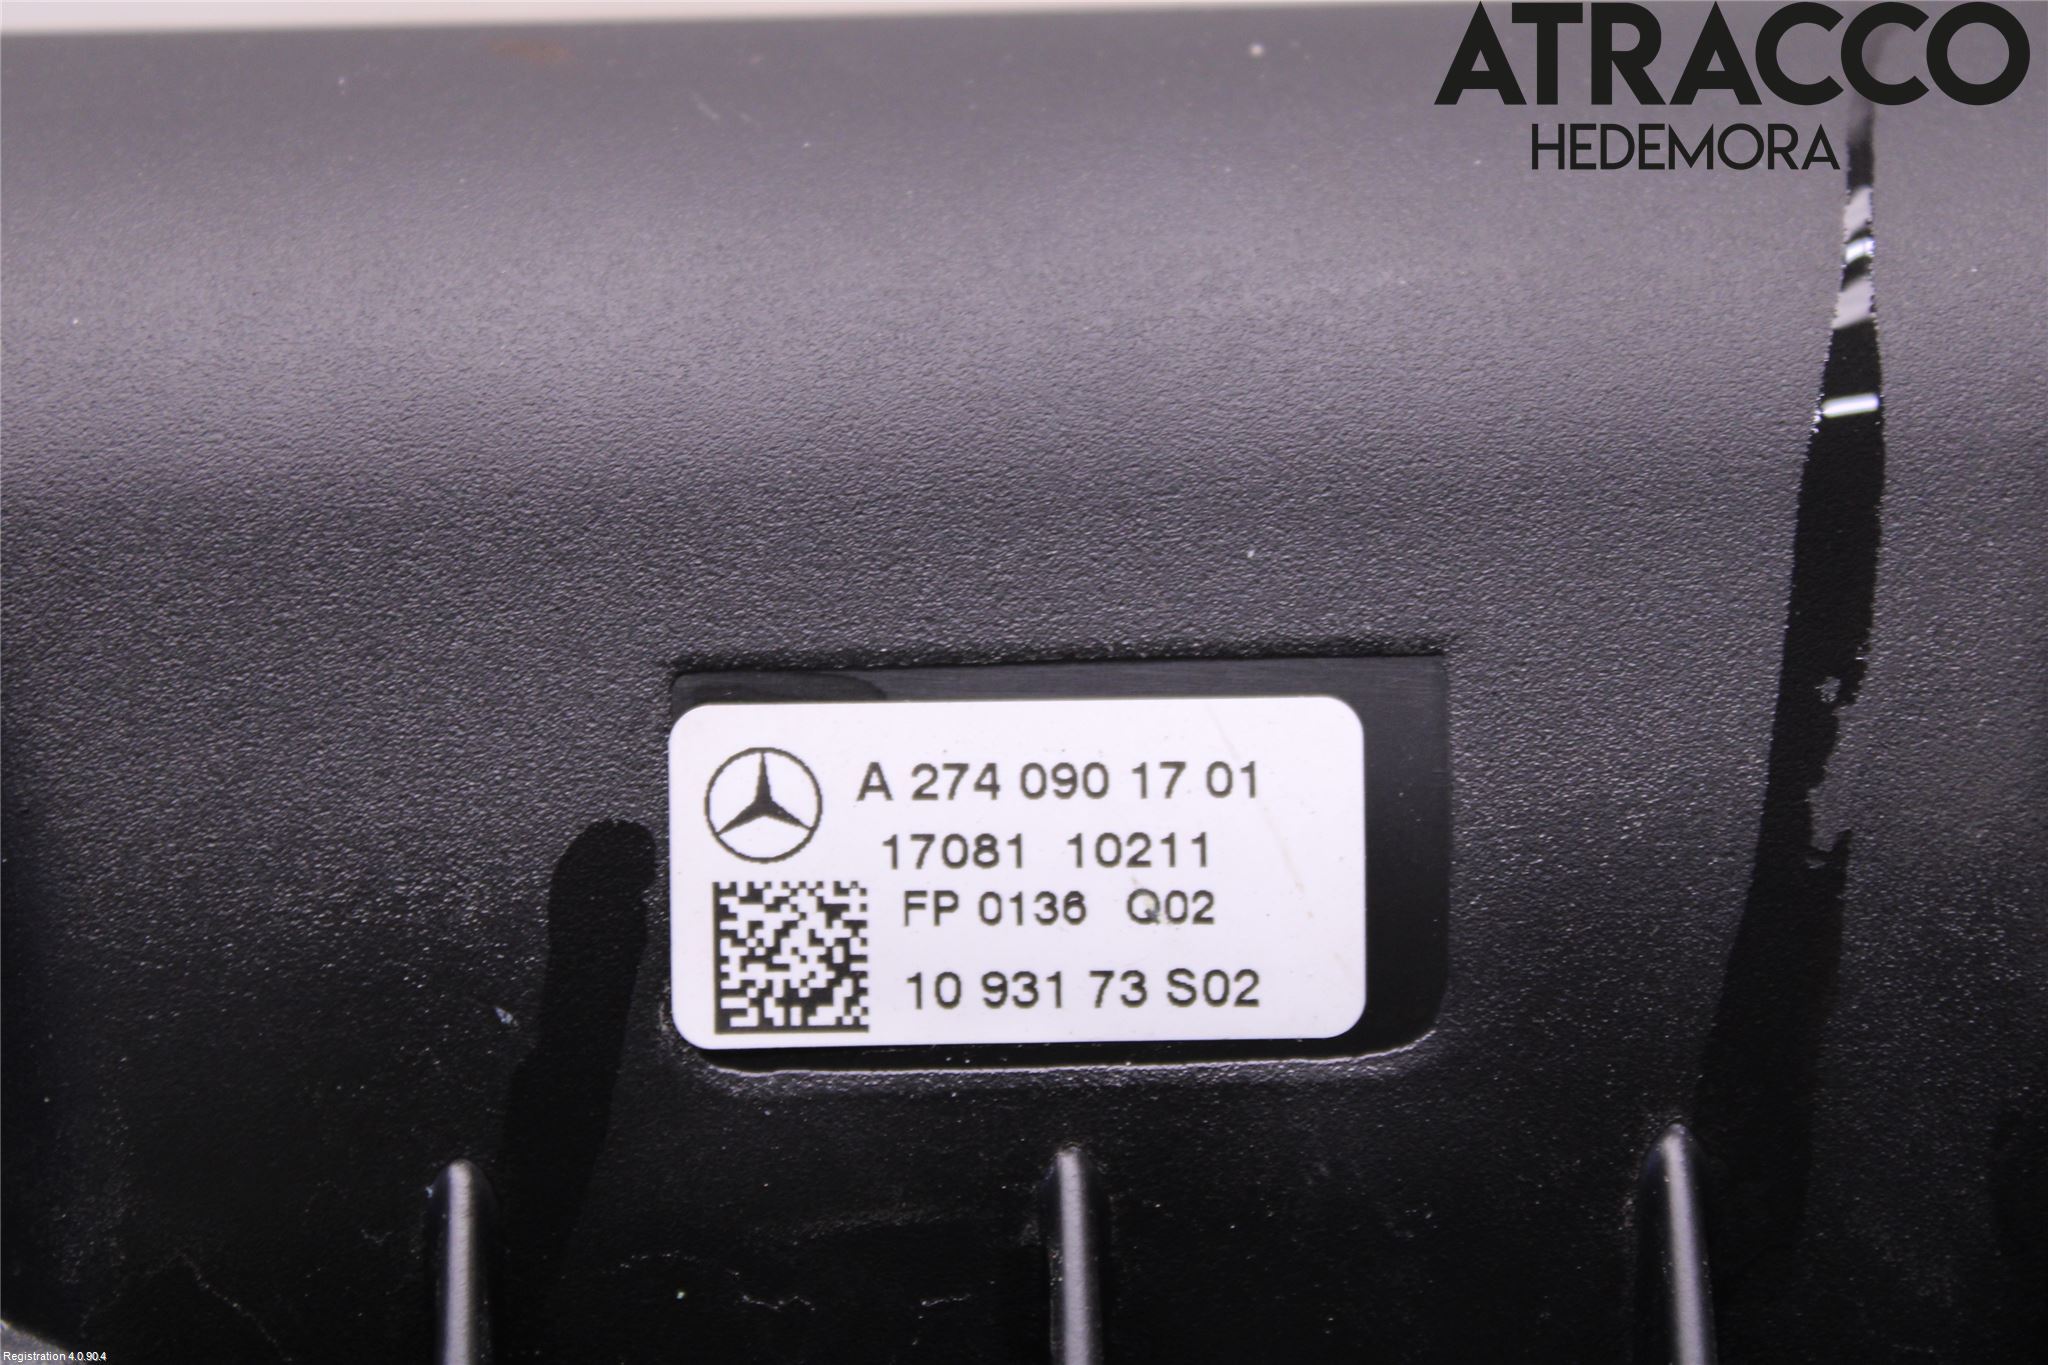 ATRACCO
HEDEMORA
A 274 090 17 01
17081 10211
FP 0136 Q02
10 931 73 S02
Registration 4.0.90.4